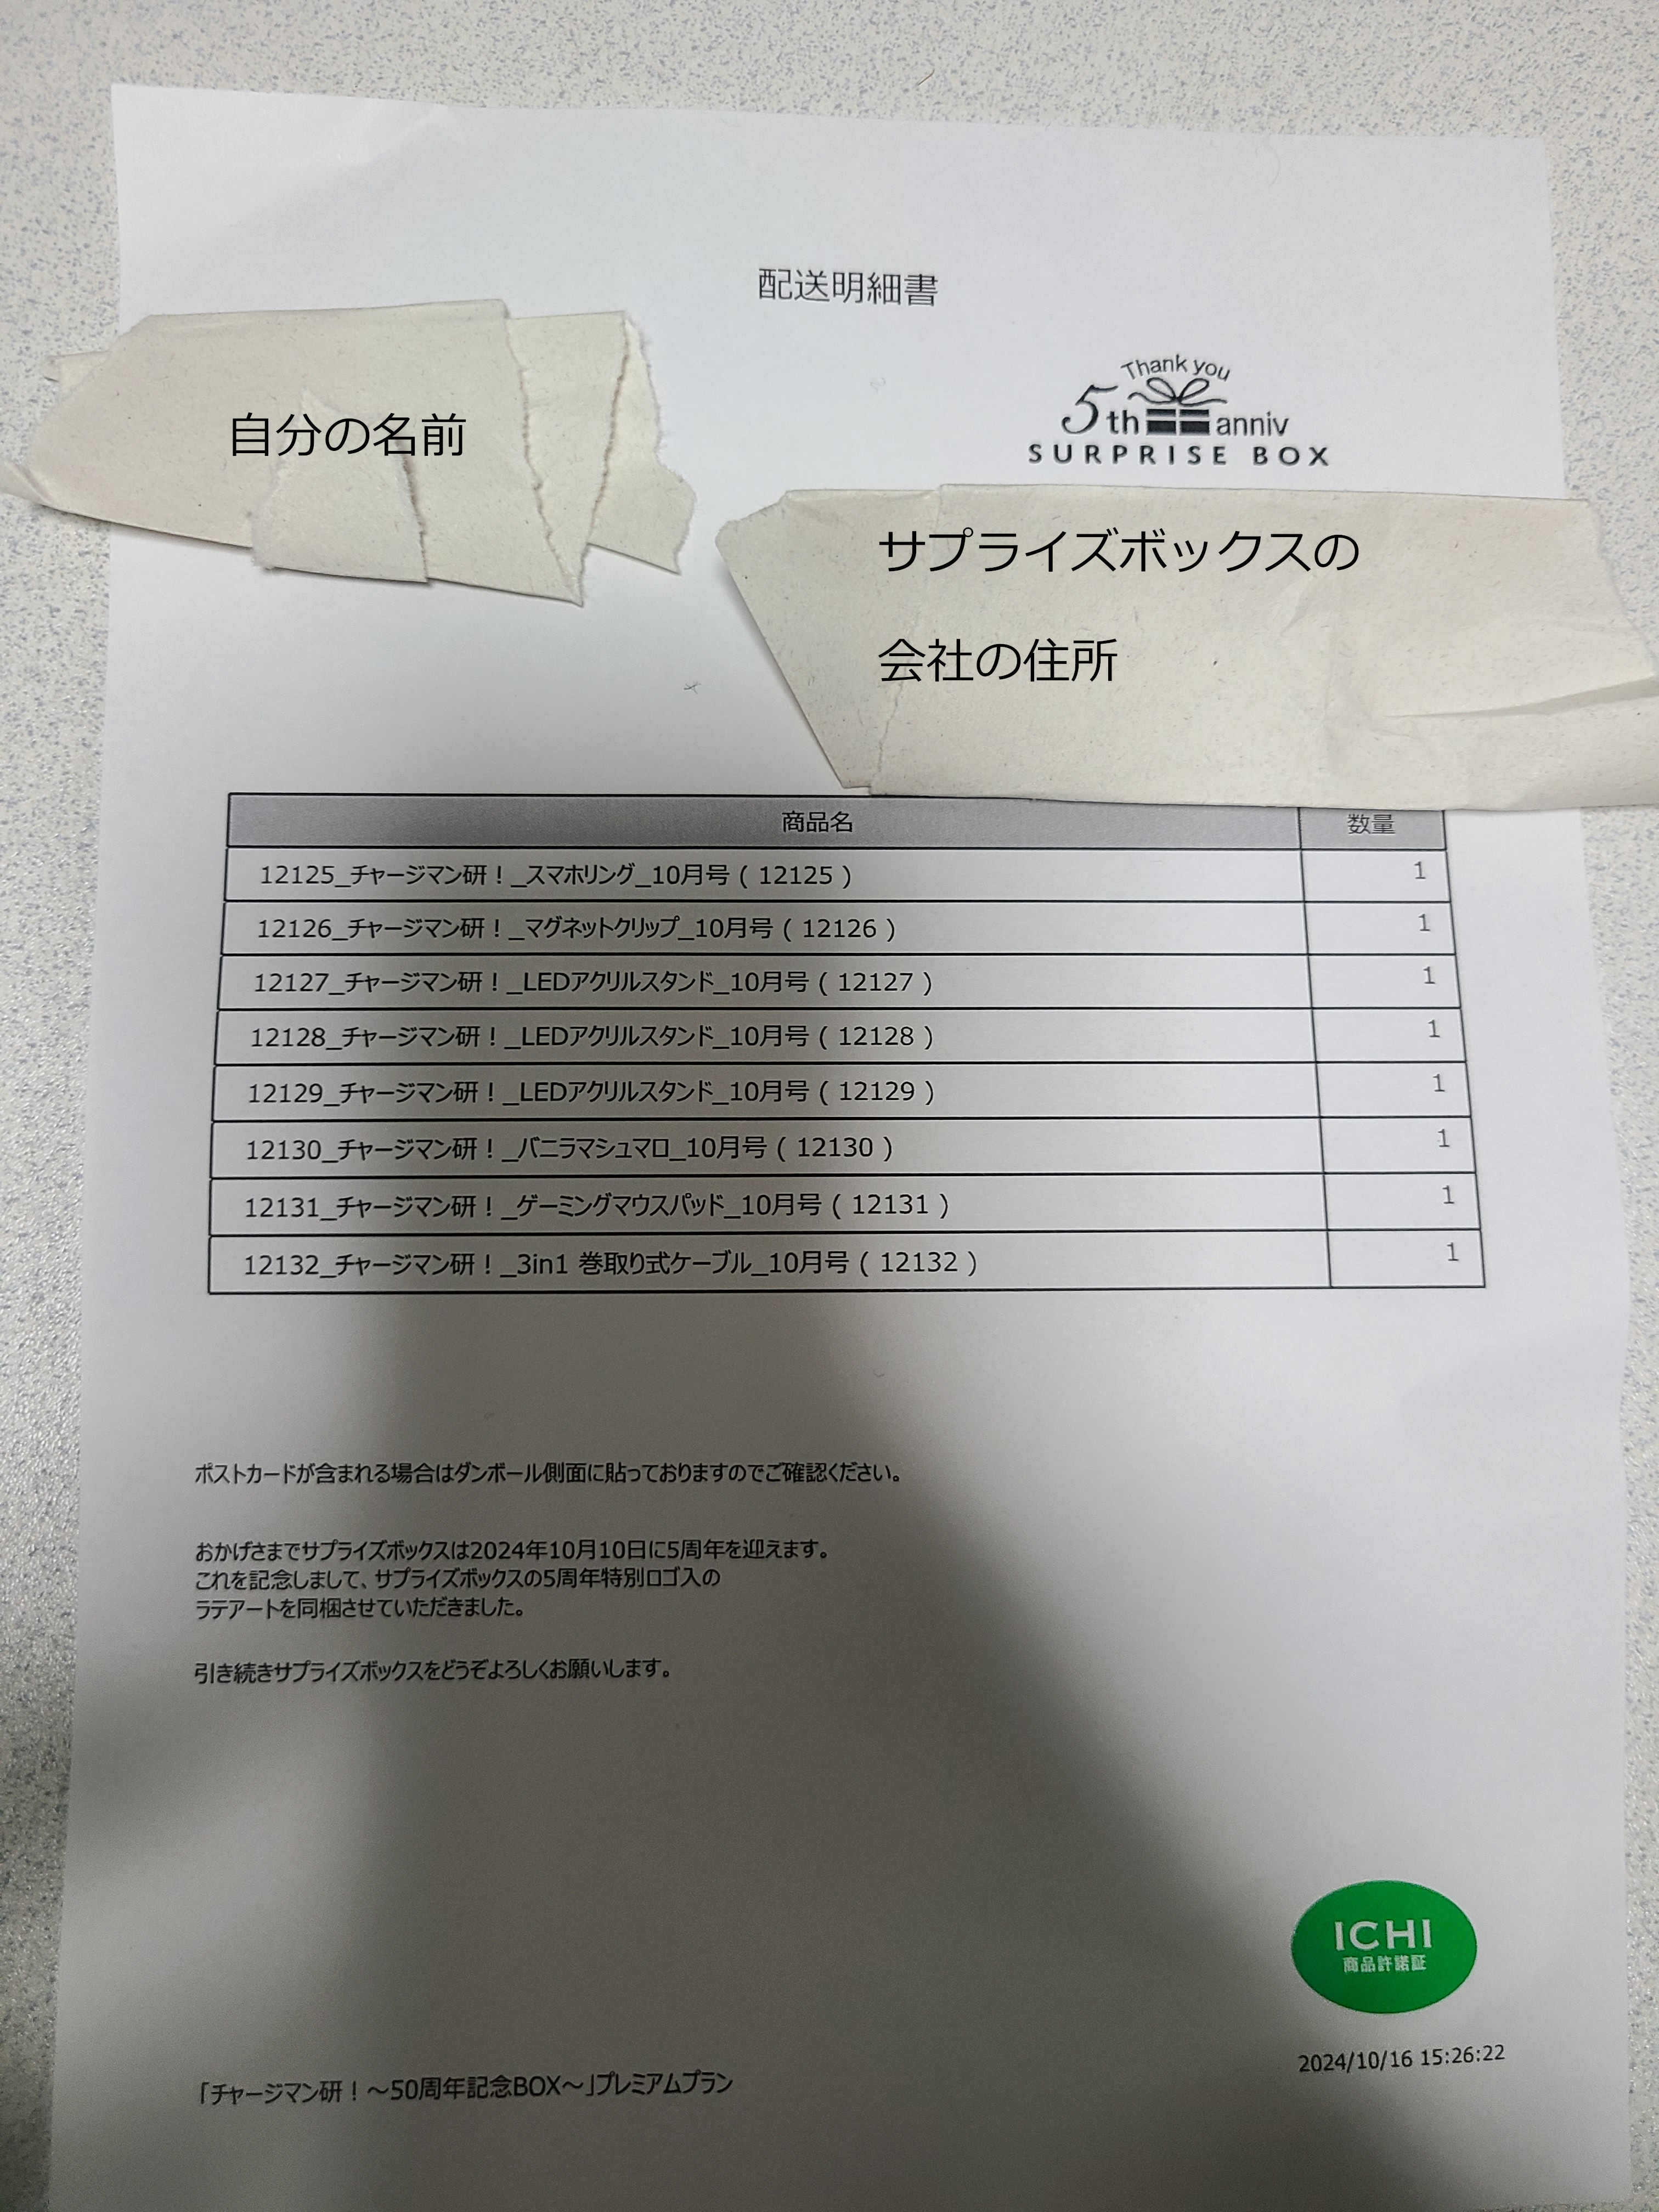 配送明細書
Thank you
5th anniv
SURPRISE BOX
自分の名前
サプライズボックスの
会社の住所
商品名 数量
12125_チャージマン研！_スマホリング_10月号 ( 12125 ) 1
12126_チャージマン研！_マグネットクリップ_10月号 ( 12126 ) 1
12127_チャージマン研！_LEDアクリルスタンド_10月号 ( 12127 ) 1
12128_チャージマン研！_LEDアクリルスタンド_10月号 ( 12128 ) 1
12129_チャージマン研！_LEDアクリルスタンド_10月号 ( 12129 ) 1
12130_チャージマン研！_バニラマシュマロ_10月号 ( 12130 ) 1
12131_チャージマン研！_ゲーミングマウスパッド_10月号 ( 12131 ) 1
12132_チャージマン研！_3in1 巻取り式ケーブル_10月号 ( 12132 ) 1
ポストカードが含まれる場合はダンボール側面に貼っておりますのでご確認ください。
おかげさまでサプライズボックスは2024年10月10日に5周年を迎えます。
これを記念しまして、サプライズボックスの5周年特別ロゴ入の
ラテアートを同梱させていただきました。
引き続きサプライズボックスをどうぞよろしくお願いします。
ICHI
商品許諾証
2024/10/16 15:26:22
「チャージマン研！～50周年記念BOX～」プレミアムプラン